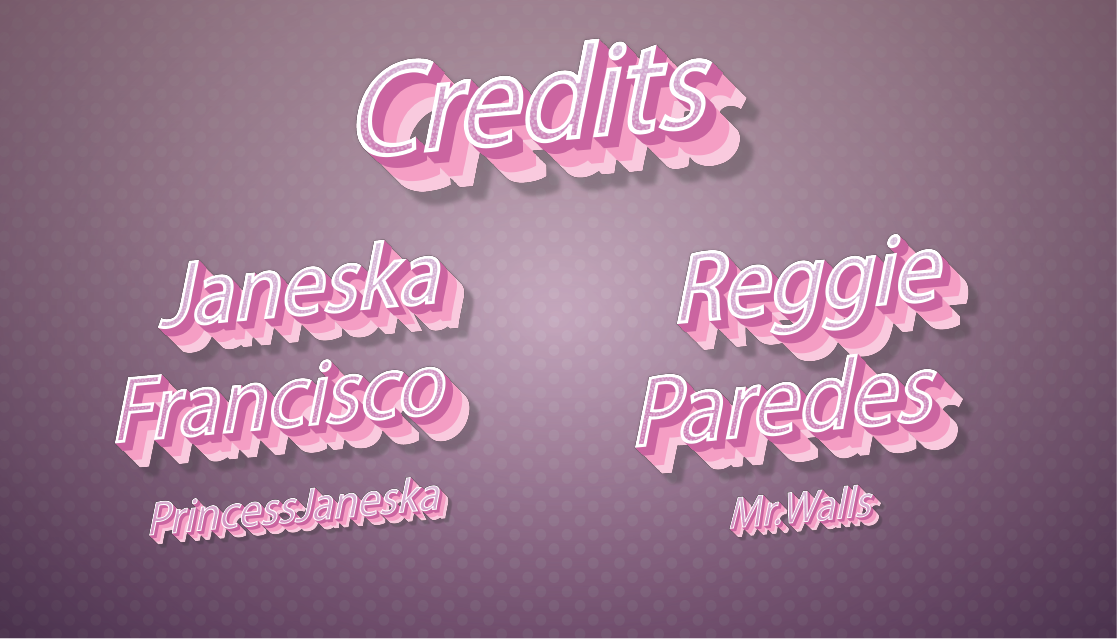 Credits
Janeska
Francisco
PrincessJaneska
Reggie
Paredes
Mr.Walls